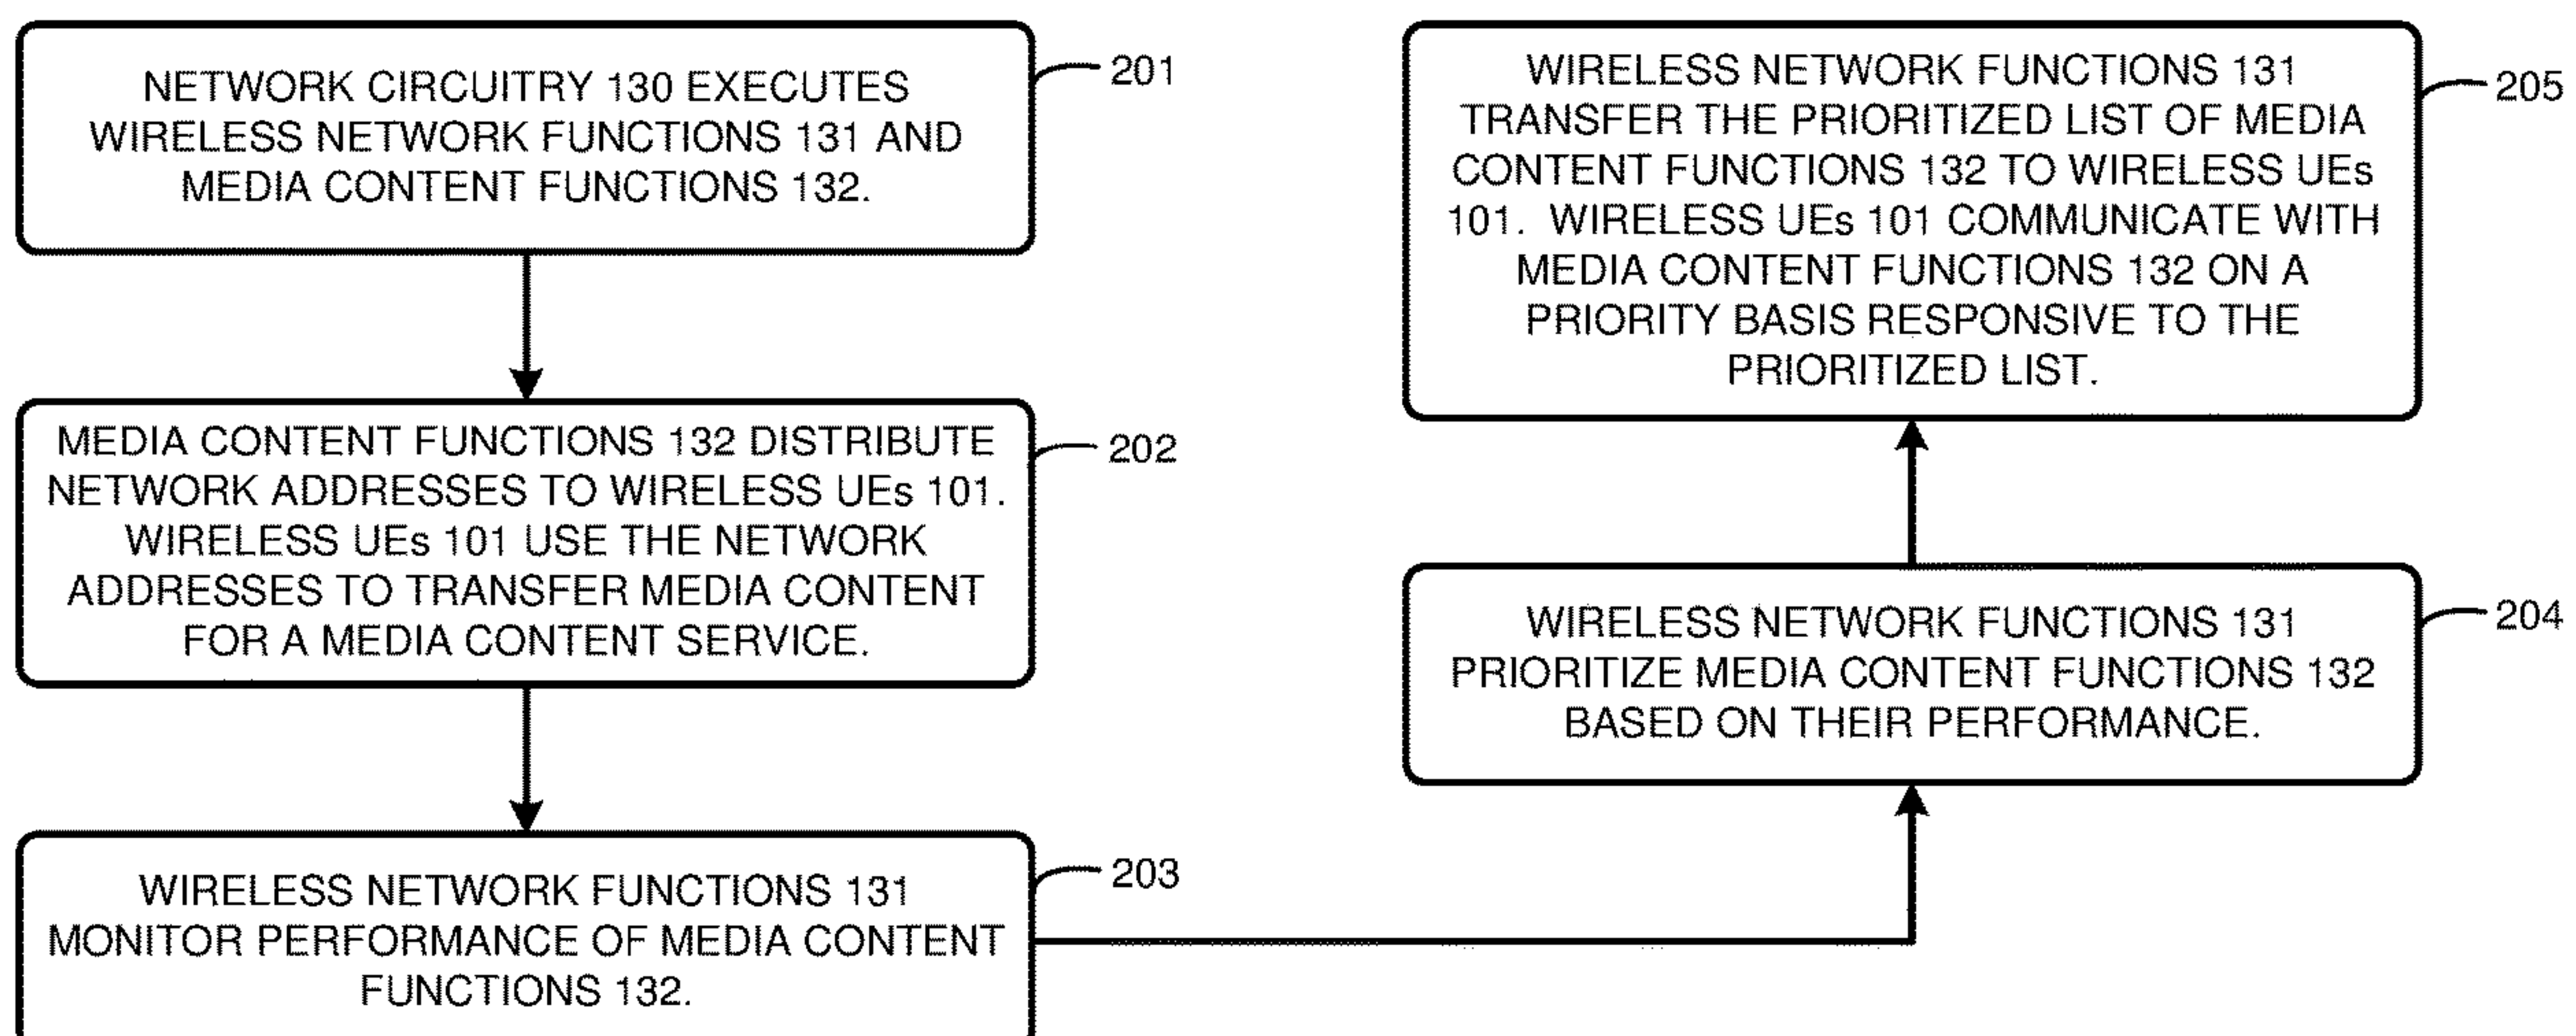 NETWORK CIRCUITRY 130 EXECUTES
WIRELESS NETWORK FUNCTIONS 131 AND
MEDIA CONTENT FUNCTIONS 132.
201
MEDIA CONTENT FUNCTIONS 132 DISTRIBUTE
NETWORK ADDRESSES TO WIRELESS UEs 101.
WIRELESS UEs 101 USE THE NETWORK
ADDRESSES TO TRANSFER MEDIA CONTENT
FOR A MEDIA CONTENT SERVICE.
202
WIRELESS NETWORK FUNCTIONS 131
MONITOR PERFORMANCE OF MEDIA CONTENT
FUNCTIONS 132.
203
WIRELESS NETWORK FUNCTIONS 131
PRIORITIZE MEDIA CONTENT FUNCTIONS 132
BASED ON THEIR PERFORMANCE.
204
WIRELESS NETWORK FUNCTIONS 131
TRANSFER THE PRIORITIZED LIST OF MEDIA
CONTENT FUNCTIONS 132 TO WIRELESS UEs
101.  WIRELESS UEs 101 COMMUNICATE WITH
MEDIA CONTENT FUNCTIONS 132 ON A
PRIORITY BASIS RESPONSIVE TO THE
PRIORITIZED LIST.
205